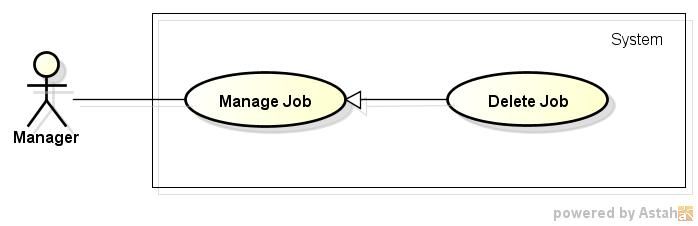 System
Manage Job
Delete Job
Manager
powered by Astah